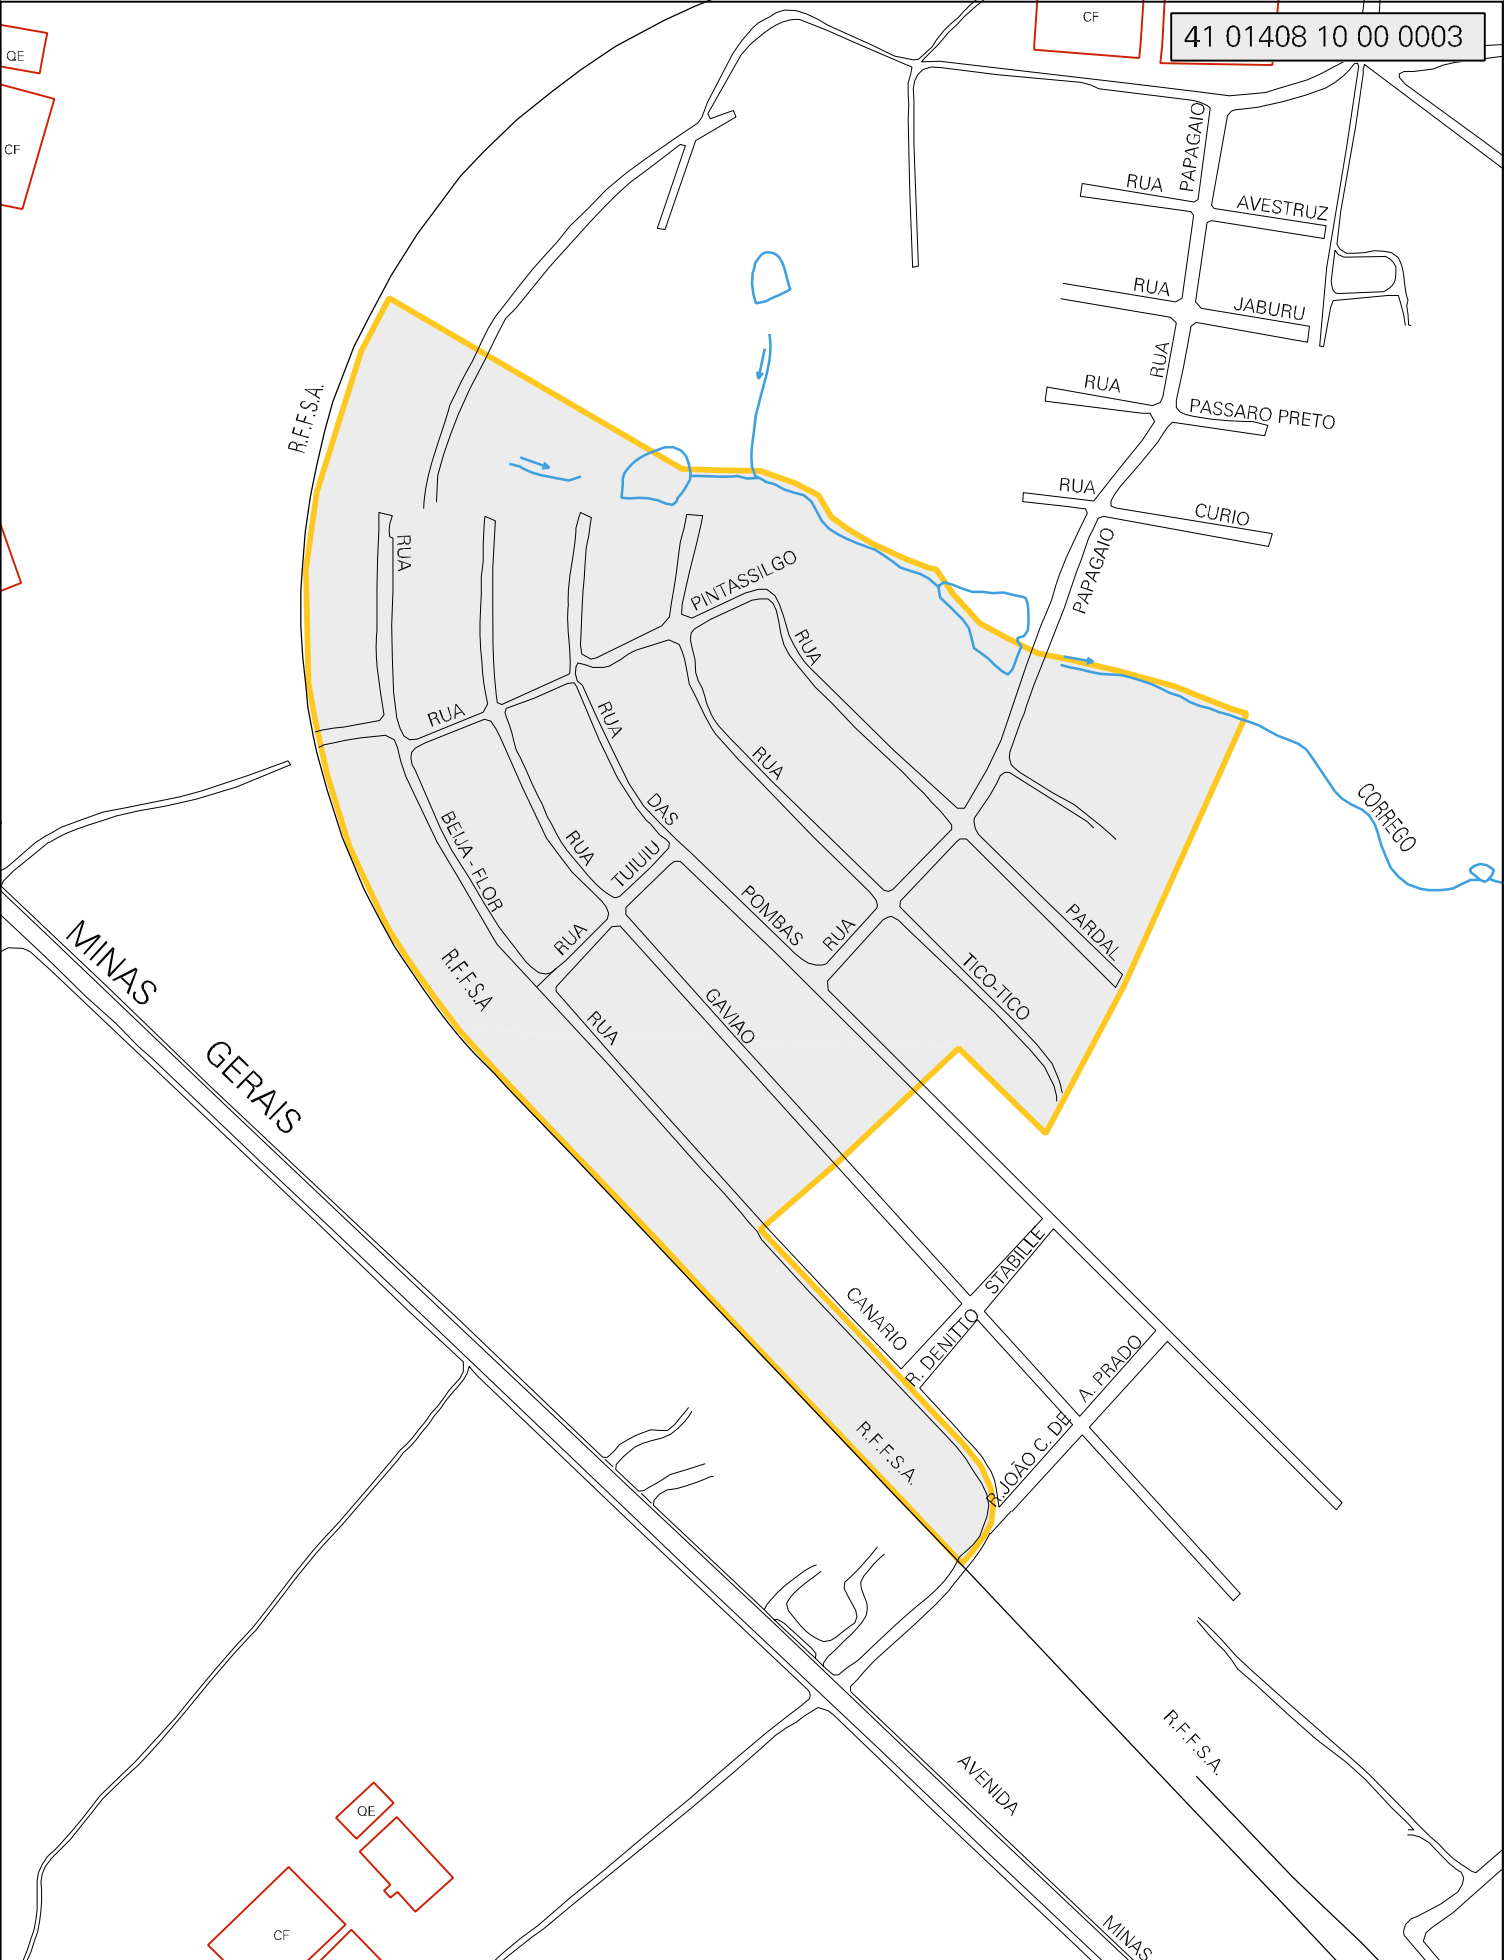 CF
41 01408 10 00 0003
QE
CF
PAPAGAIO
RUA
AVESTRUZ
RUA
JABURU
RUA
RUA
PASSARO PRETO
R.F.F.S.A.
RUA
CURIO
RUA
PAPAGAIO
PINTASSILGO
RUA
RUA
RUA
RUA
DAS
CORREGO
BEIJA - FLOR
RUA
TUIUIU
POMBAS
RUA
PARDAL
MINAS
RUA
R.F.F.S.A
TICO-TICO
GAVIAO
RUA
GERAIS
STABILLE
CANARIO
R. DENITTO
A. PRADO
R.JOÃO C. DE
R.F.F.S.A.
R.F.F.S.A.
AVENIDA
QE
CF
MINAS